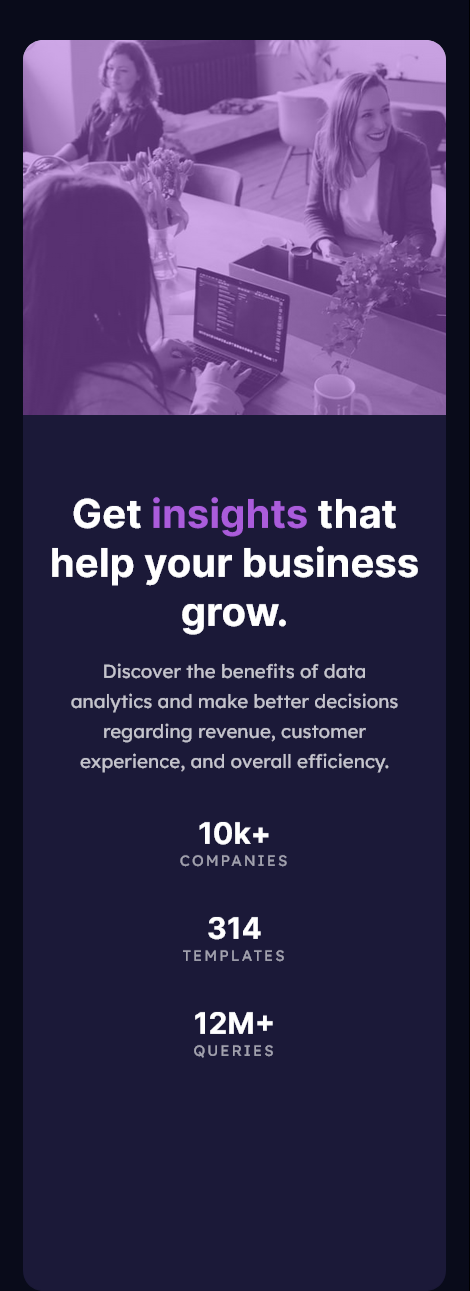 Get insights that
help your business
grow.
Discover the benefits of data
analytics and make better decisions
regarding revenue, customer
experience, and overall efficiency.
10k+
COMPANIES
314
TEMPLATES
12M+
QUERIES